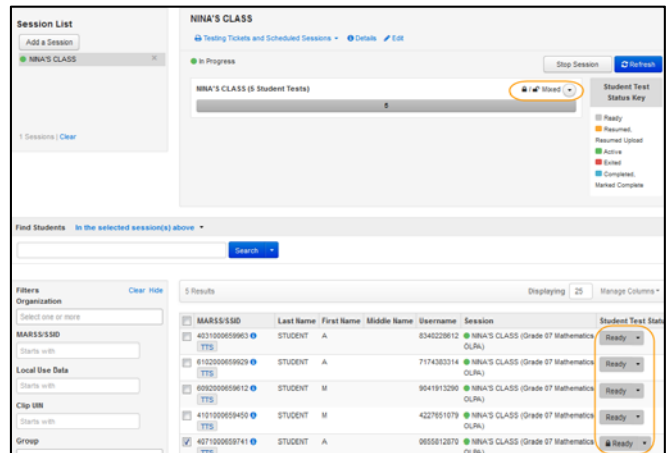 Session List
Add a Session
NINA'S CLASS
1 Sessions | Clear
NINA'S CLASS
Testing Tickets and Scheduled Sessions Details Edit
In Progress
Stop Session Refresh
NINA'S CLASS (5 Student Tests) / Mixed
5
Student Test
Status Key
Ready
Resumed,
Resumed Upload
Active
Exited
Completed,
Marked Complete
Find Students In the selected session(s) above
Search
Filters Clear Hide
Organization
Select one or more
MARSS/SSID
Starts with
Local Use Data
Starts with
Clip UIN
Starts with
Group
5 Results Displaying 25 Manage Columns
MARSS/SSID Last Name First Name Middle Name Username Session Student Test Statu
4031000659963 STUDENT A 8340228612 NINA'S CLASS (Grade 07 Mathematics Ready
TTS OLPA)
6102000659929 STUDENT A 7174383314 NINA'S CLASS (Grade 07 Mathematics Ready
TTS OLPA)
6092000659612 STUDENT M 9041913290 NINA'S CLASS (Grade 07 Mathematics Ready
TTS OLPA)
4101000659450 STUDENT M 4227651079 NINA'S CLASS (Grade 07 Mathematics Ready
TTS OLPA)
4071000659741 STUDENT A 0655812870 NINA'S CLASS (Grade 07 Mathematics Ready
TTS OLPA)